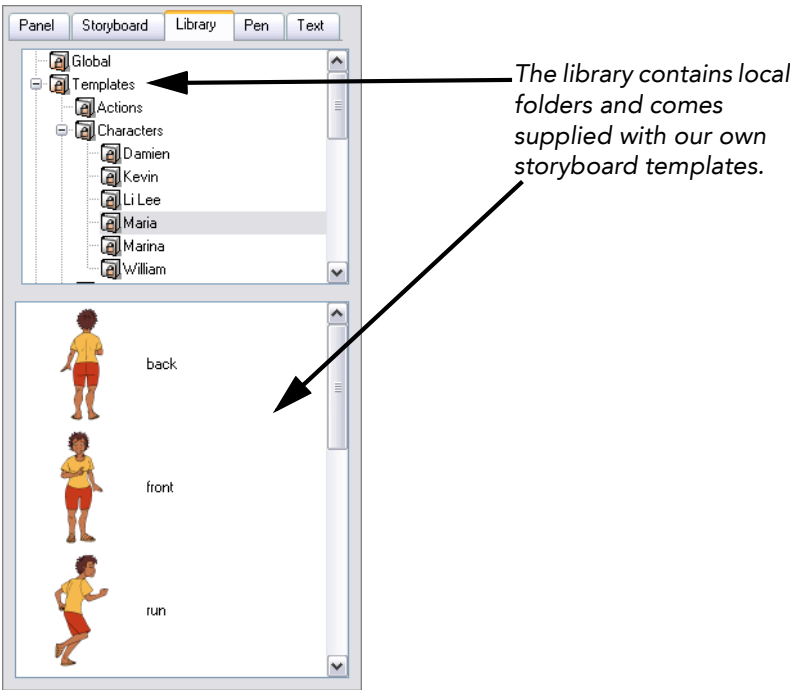 Panel Storyboard Library Pen Text
Global
Templates
Actions
Characters
Damien
Kevin
Li Lee
Maria
Marina
William
back
front
run
The library contains local
folders and comes
supplied with our own
storyboard templates.